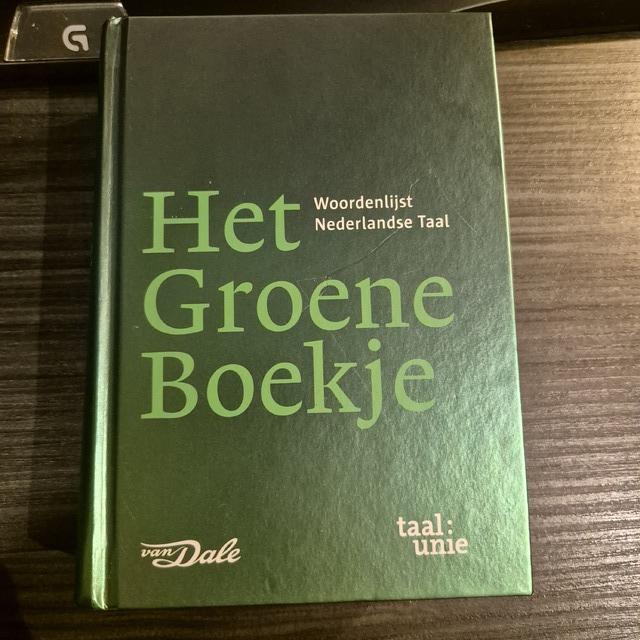 Het
Woordenlijst
Nederlandse Taal
Groene
Boekje
van Dale
taal:
unie